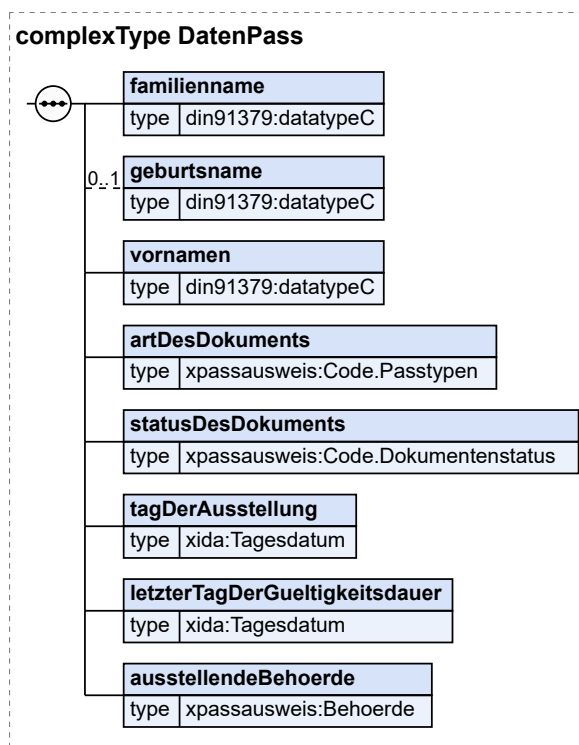 complexType DatenPass
familienname
type din91379:datatypeC
0..1
geburtsname
type din91379:datatypeC
vornamen
type din91379:datatypeC
artDesDokuments
type xpassausweis:Code.Passtypen
statusDesDokuments
type xpassausweis:Code.Dokumentenstatus
tagDerAusstellung
type xida:Tagesdatum
letzterTagDerGueltigkeitsdauer
type xida:Tagesdatum
ausstellendeBehoerde
type xpassausweis:Behoerde